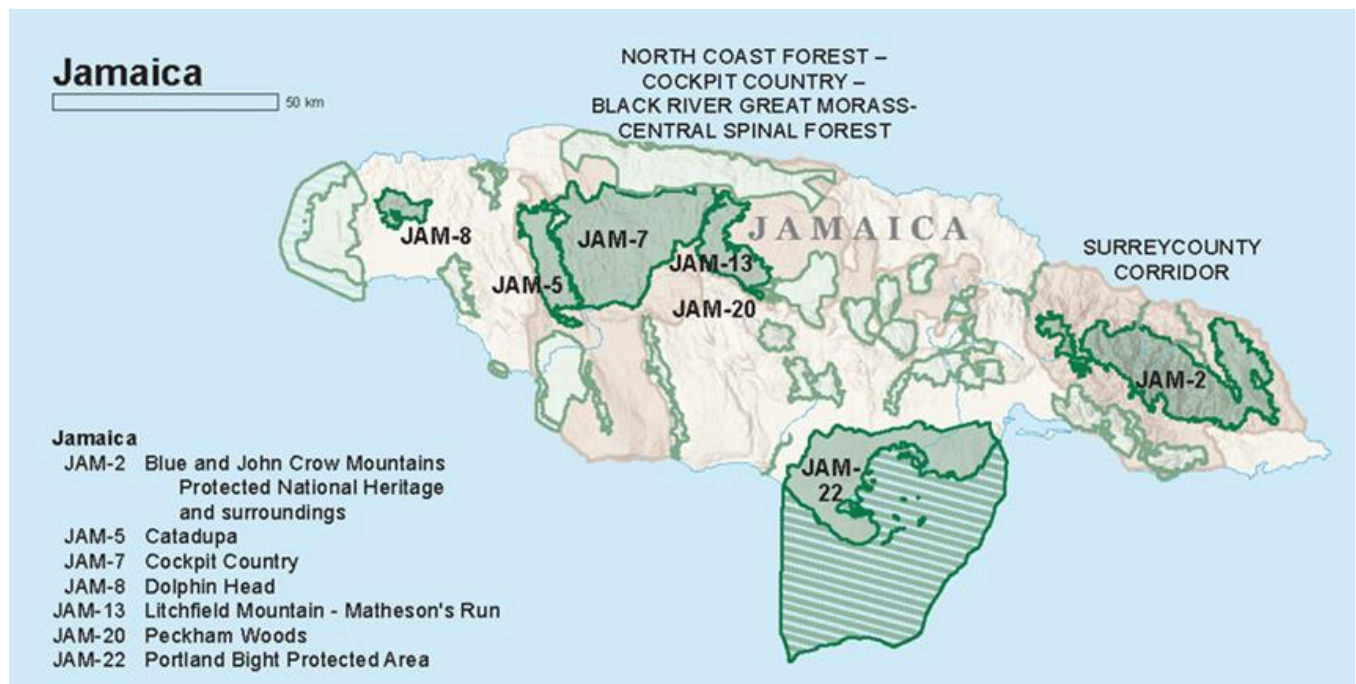 Jamaica
50 km
NORTH COAST FOREST –
COCKPIT COUNTRY –
BLACK RIVER GREAT MORASS-
CENTRAL SPINAL FOREST
JAMAICA
JAM-8
JAM-7
JAM-13
JAM-5
JAM-20
SURREYCOUNTY
CORRIDOR
JAM-2
JAM-
22
Jamaica
JAM-2 Blue and John Crow Mountains
Protected National Heritage
and surroundings
JAM-5 Catadupa
JAM-7 Cockpit Country
JAM-8 Dolphin Head
JAM-13 Litchfield Mountain - Matheson's Run
JAM-20 Peckham Woods
JAM-22 Portland Bight Protected Area